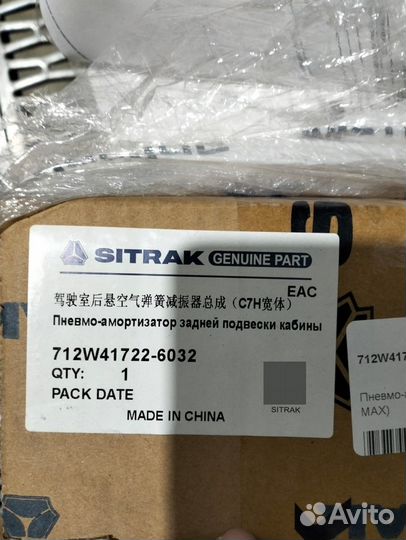 SITRAK GENUINE PART
EAC
驾驶室后悬空气弹簧减振器总成（C7H宽体）
Пневмо-амортизатор задней подвески кабины
712W41722-6032
QTY: 1
PACK DATE
SITRAK
MADE IN CHINA
712W417
Пневмо-а
MAX)
Avito